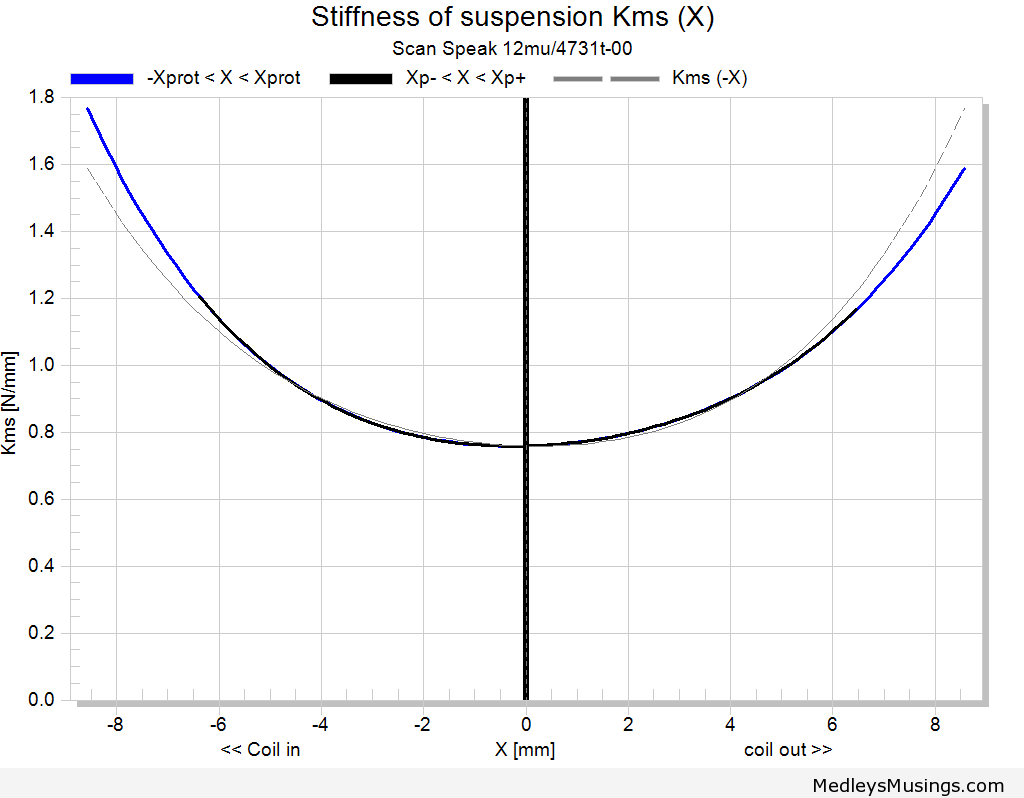 Stiffness of suspension Kms (X)
Scan Speak 12mu/4731t-00
-Xprot < X < Xprot Xp- < X < Xp+ Kms (-X)
1.8
1.6
1.4
1.2
1.0
0.8
0.6
0.4
0.2
0.0
Kms [N/mm]
-8 -6 -4 -2 0 2 4 6 8
<< Coil in X [mm] coil out >>
MedleysMusings.com